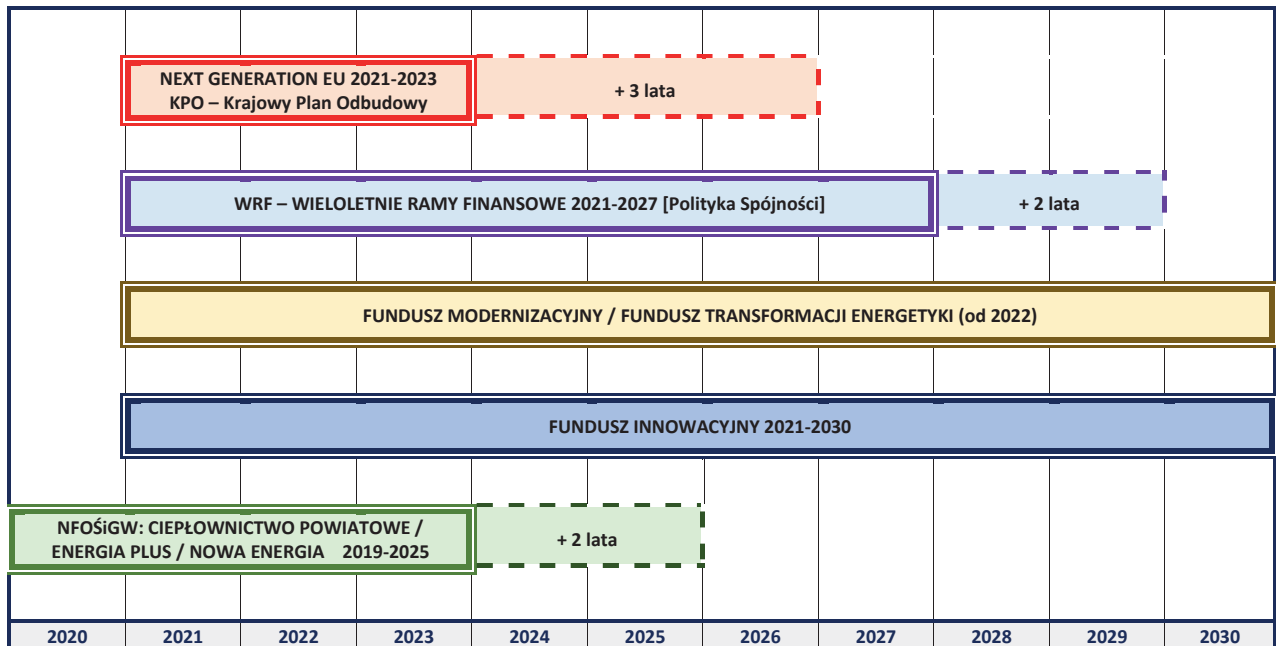 NEXT GENERATION EU 2021-2023
KPO – Krajowy Plan Odbudowy
+ 3 lata
WRF – WIELOLETNIE RAMY FINANSOWE 2021-2027 [Polityka Spójności]
+ 2 lata
FUNDUSZ MODERNIZACYJNY / FUNDUSZ TRANSFORMACJI ENERGETYKI (od 2022)
FUNDUSZ INNOWACYJNY 2021-2030
NFOŚiGW: CIEPŁOWNICTWO POWIATOWE /
ENERGIA PLUS / NOWA ENERGIA 2019-2025
+ 2 lata
2020 2021 2022 2023 2024 2025 2026 2027 2028 2029 2030